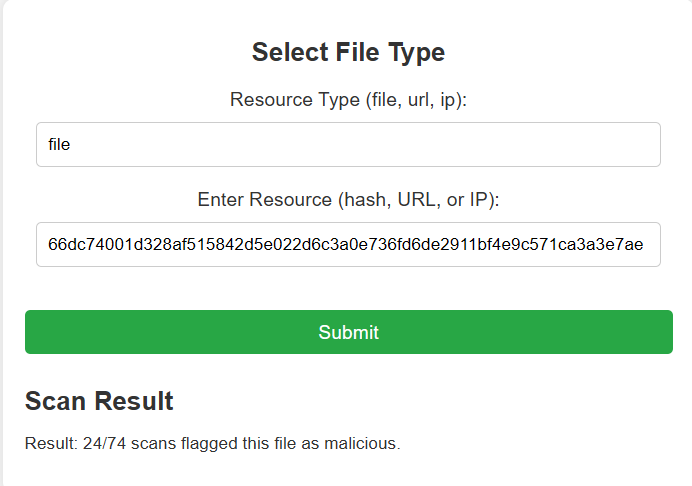 Select File Type
Resource Type (file, url, ip):
file
Enter Resource (hash, URL, or IP):
66dc74001d328af515842d5e022d6c3a0e736fd6de2911bf4e9c571ca3a3e7ae
Submit
Scan Result
Result: 24/74 scans flagged this file as malicious.